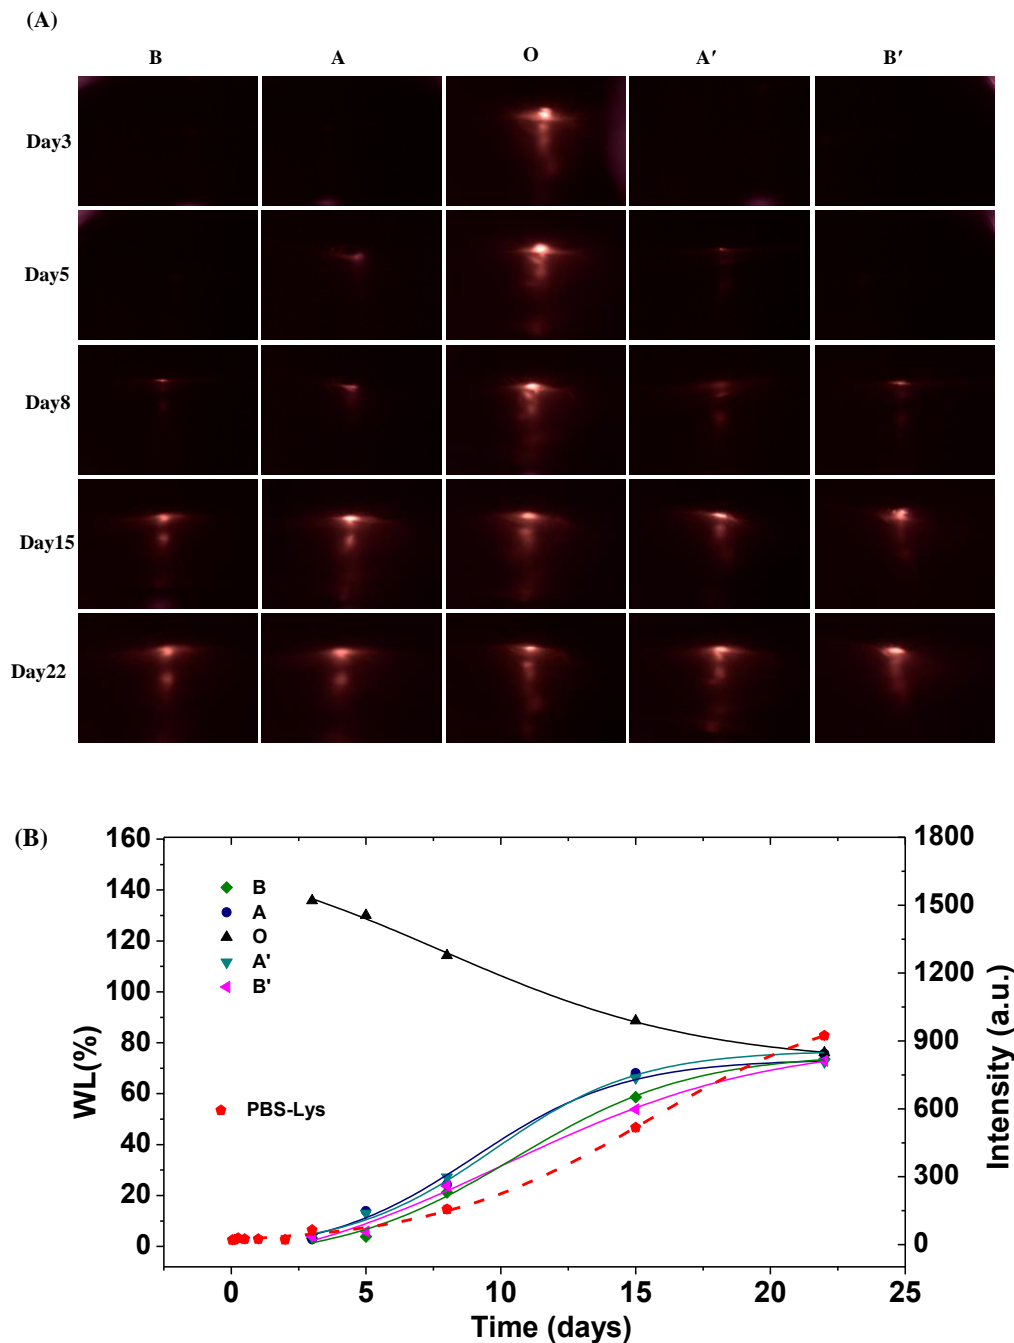 (A)
B A O A′ B′
Day3
Day5
Day8
Day15
Day22
(B)
160
140
120
100
80
60
40
20
0
WL(%)
B
A
O
A'
B'
PBS-Lys
1800
1500
1200
900
600
300
0
Intensity (a.u.)
0 5 10 15 20 25
Time (days)